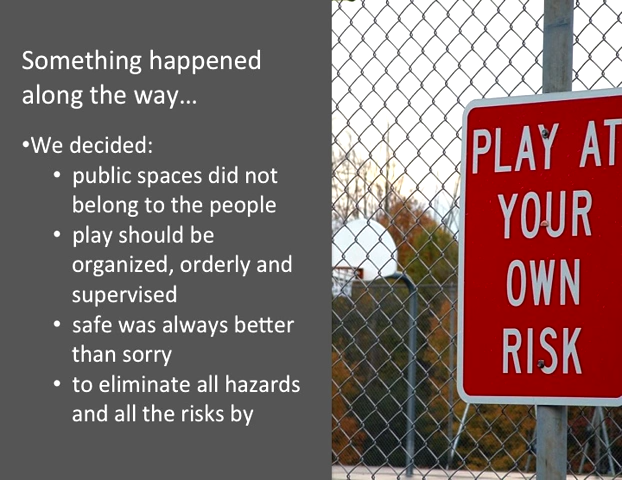 Something happened
along the way...
•We decided:
• public spaces did not
belong to the people
• play should be
organized, orderly and
supervised
• safe was always better
than sorry
• to eliminate all hazards
and all the risks by
PLAY AT
YOUR
OWN
RISK